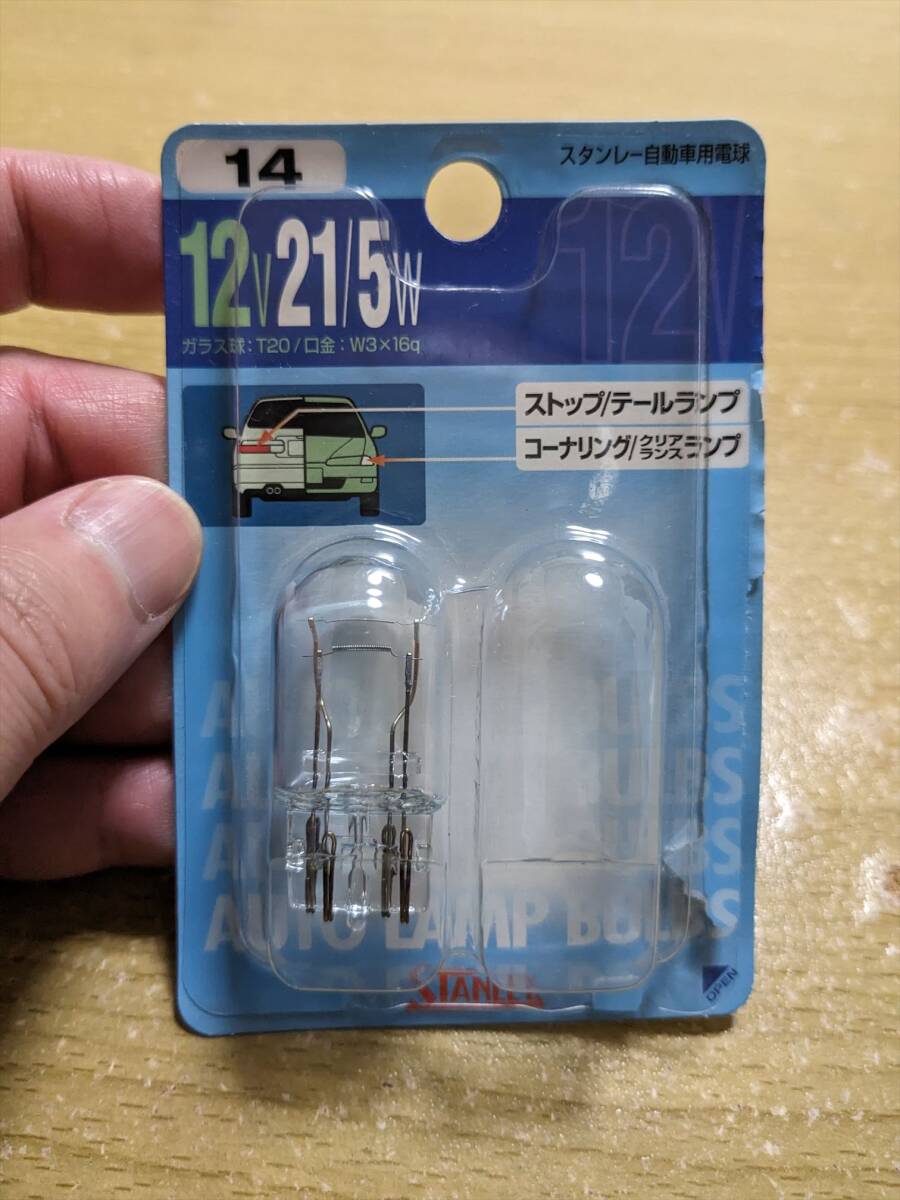 14
スタンレー自動車用電球
12V 21/5W
12V
ガラス球:T20/口金:W3×16q
ストップ/テールランプ
コーナリング/クリアランスランプ
AUTO LAMP BULBS
STANLEY
OPEN